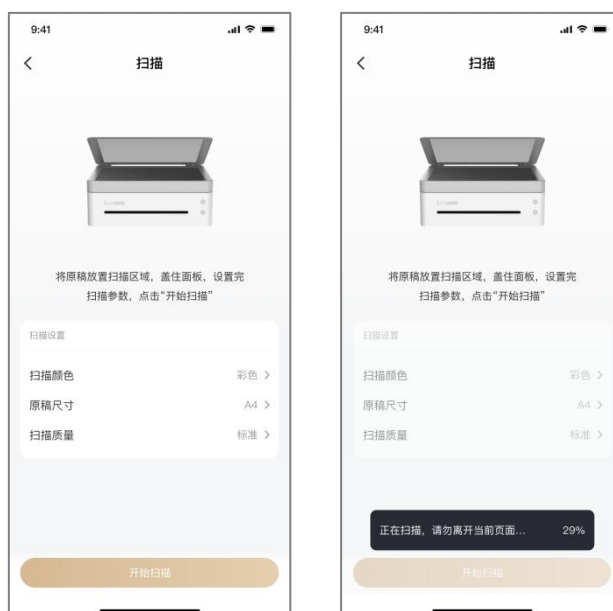 9:41
扫描
将原稿放置扫描区域，盖住面板，设置完
扫描参数，点击“开始扫描”
扫描设置
扫描颜色 彩色
原稿尺寸 A4
扫描质量 标准
开始扫描
9:41
扫描
将原稿放置扫描区域，盖住面板，设置完
扫描参数，点击“开始扫描”
扫描设置
扫描颜色 彩色
原稿尺寸 A4
扫描质量 标准
正在扫描，请勿离开当前页面... 29%
开始扫描